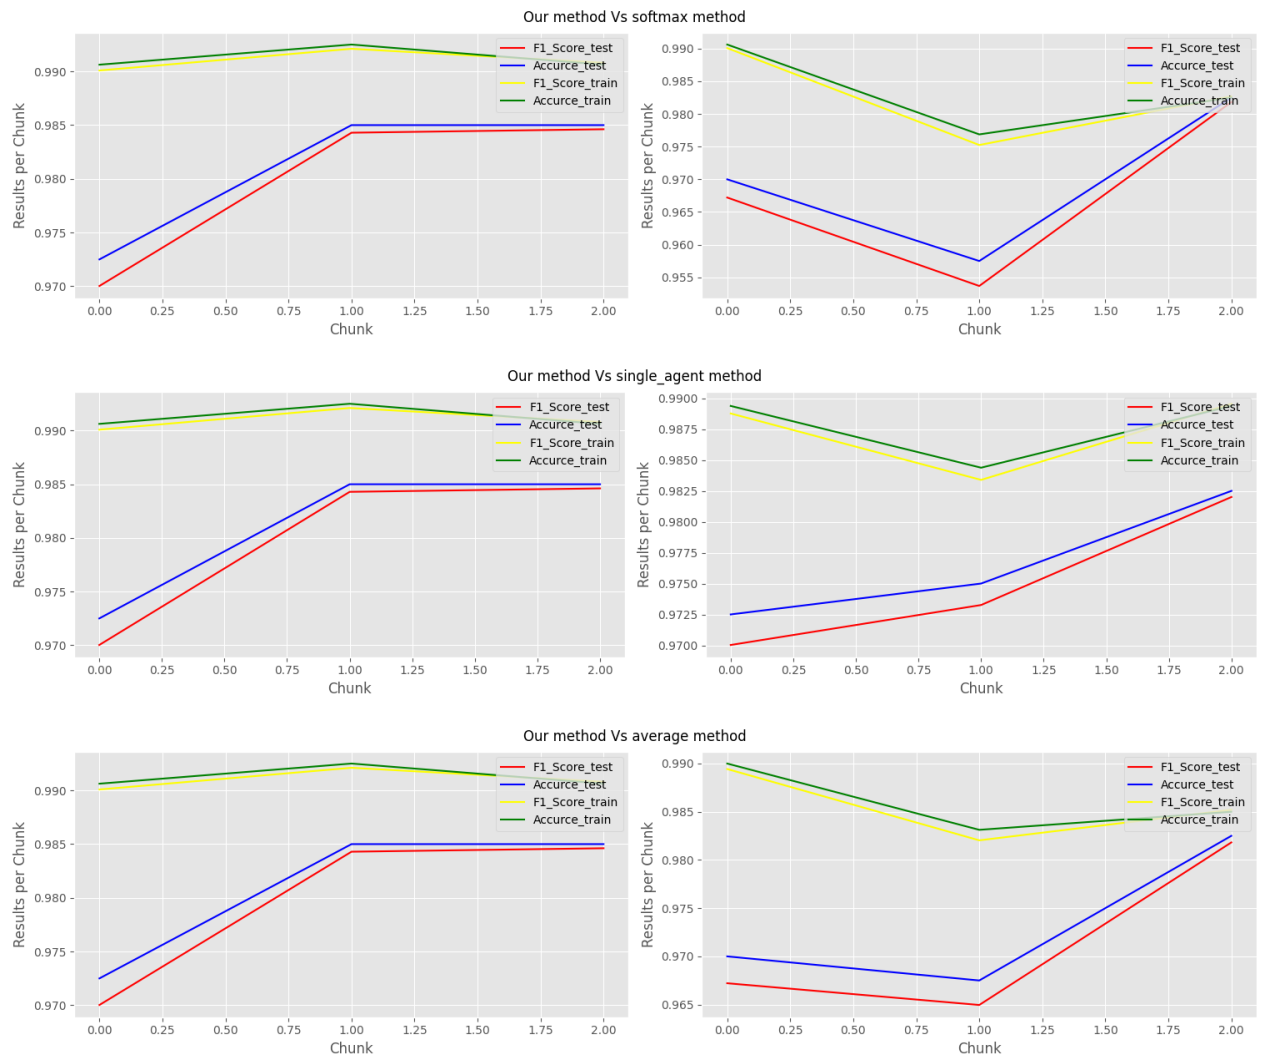 Our method Vs softmax method
Results per Chunk
0.990
0.985
0.980
0.975
0.970
F1_Score_test
Accurce_test
F1_Score_train
Accurce_train
0.00 0.25 0.50 0.75 1.00 1.25 1.50 1.75 2.00
Chunk
Results per Chunk
0.990
0.985
0.980
0.975
0.970
0.965
0.960
0.955
F1_Score_test
Accurce_test
F1_Score_train
Accurce_train
0.00 0.25 0.50 0.75 1.00 1.25 1.50 1.75 2.00
Chunk
Our method Vs single_agent method
Results per Chunk
0.990
0.985
0.980
0.975
0.970
F1_Score_test
Accurce_test
F1_Score_train
Accurce_train
0.00 0.25 0.50 0.75 1.00 1.25 1.50 1.75 2.00
Chunk
Results per Chunk
0.9900
0.9875
0.9850
0.9825
0.9800
0.9775
0.9750
0.9725
0.9700
F1_Score_test
Accurce_test
F1_Score_train
Accurce_train
0.00 0.25 0.50 0.75 1.00 1.25 1.50 1.75 2.00
Chunk
Our method Vs average method
Results per Chunk
0.990
0.985
0.980
0.975
0.970
F1_Score_test
Accurce_test
F1_Score_train
Accurce_train
0.00 0.25 0.50 0.75 1.00 1.25 1.50 1.75 2.00
Chunk
Results per Chunk
0.990
0.985
0.980
0.975
0.970
0.965
F1_Score_test
Accurce_test
F1_Score_train
Accurce_train
0.00 0.25 0.50 0.75 1.00 1.25 1.50 1.75 2.00
Chunk